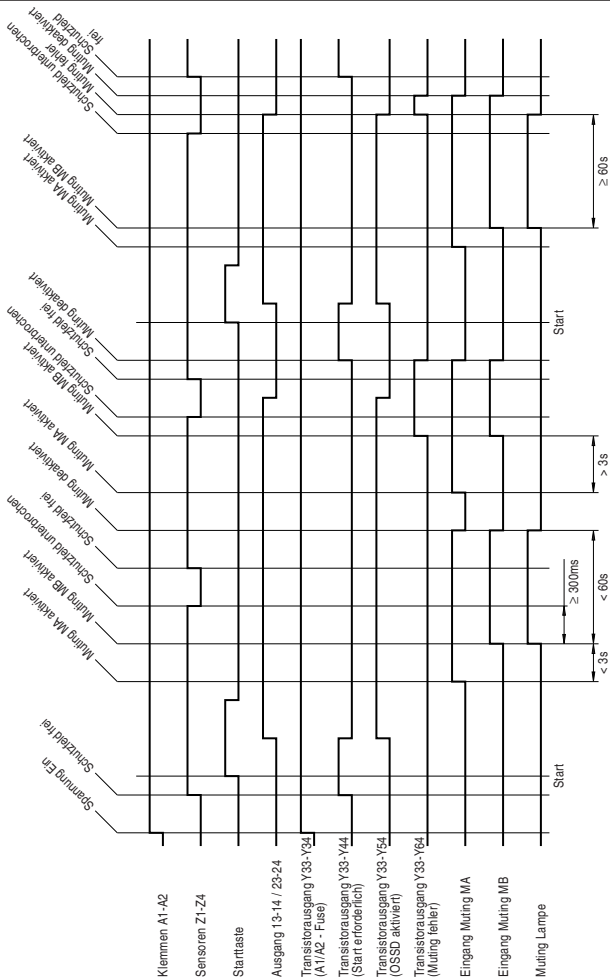 Spannung Ein
Schutzfeld frei
Muting MA aktiviert
Muting MB aktiviert
Schutzfeld unterbrochen
Schutzfeld frei
Muting deaktiviert
Muting MA aktiviert
Muting MB aktiviert
Schutzfeld unterbrochen
Schutzfeld frei
Muting deaktiviert
Muting MA aktiviert
Muting MB aktiviert
Schutzfeld unterbrochen
Muting fehler
Muting deaktiviert
Schutzfeld
frei
Klemmen A1-A2
Sensoren Z1-Z4
Starttaste
Ausgang 13-14 / 23-24
Transistorausgang Y33-Y34
(A1/A2 - Fuse)
Transistorausgang Y33-Y44
(Start erforderlich)
Transistorausgang Y33-Y54
(OSSD aktiviert)
Transistorausgang Y33-Y64
(Muting fehler)
Eingang Muting MA
Eingang Muting MB
Muting Lampe
Start
< 3s
≥ 300ms
< 60s
> 3s
Start
≥ 60s